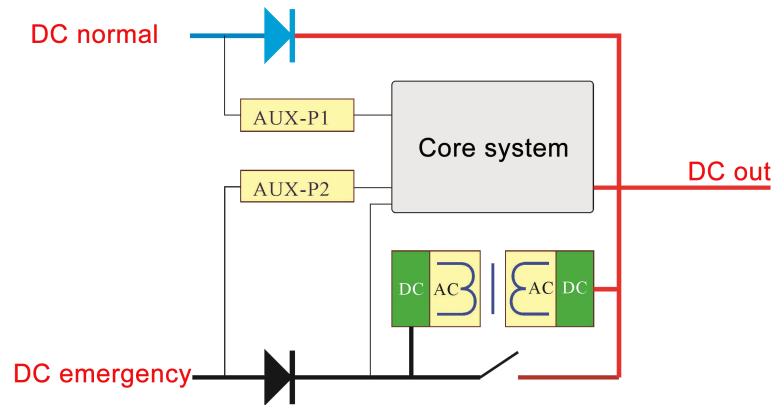 DC normal
AUX-P1
Core system
DC out
AUX-P2
DC AC AC DC
DC emergency